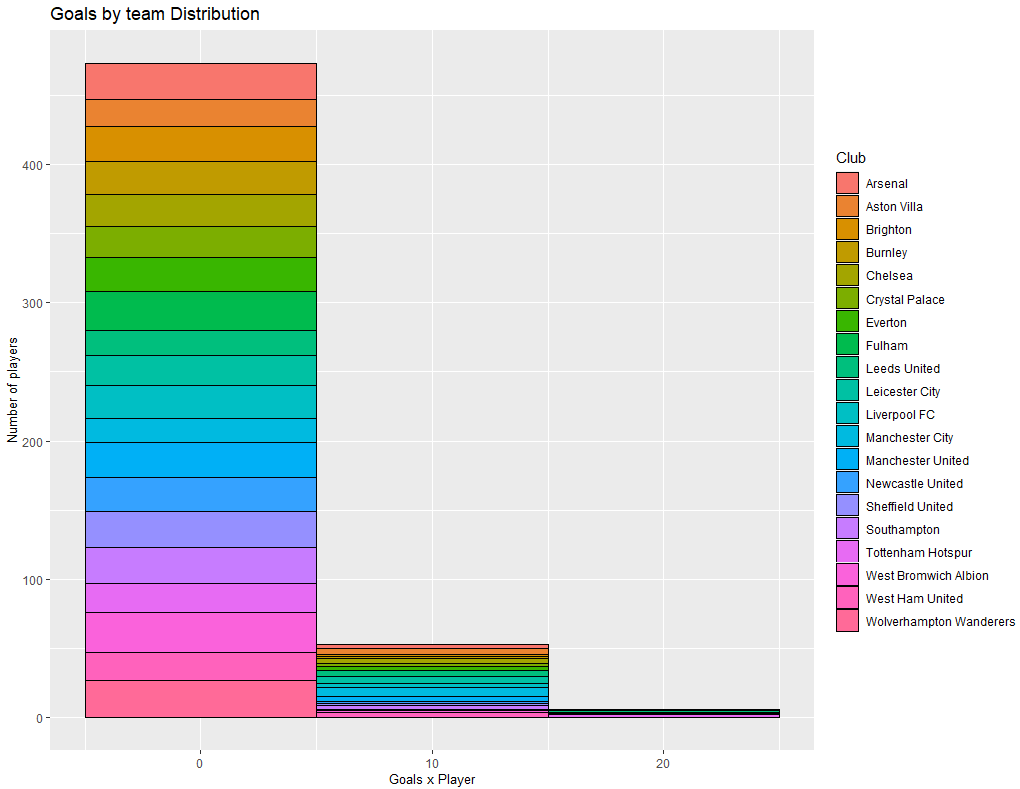 Goals by team Distribution
Number of players
400
300
200
100
0
0
10
20
Goals x Player
Club
Arsenal
Aston Villa
Brighton
Burnley
Chelsea
Crystal Palace
Everton
Fulham
Leeds United
Leicester City
Liverpool FC
Manchester City
Manchester United
Newcastle United
Sheffield United
Southampton
Tottenham Hotspur
West Bromwich Albion
West Ham United
Wolverhampton Wanderers